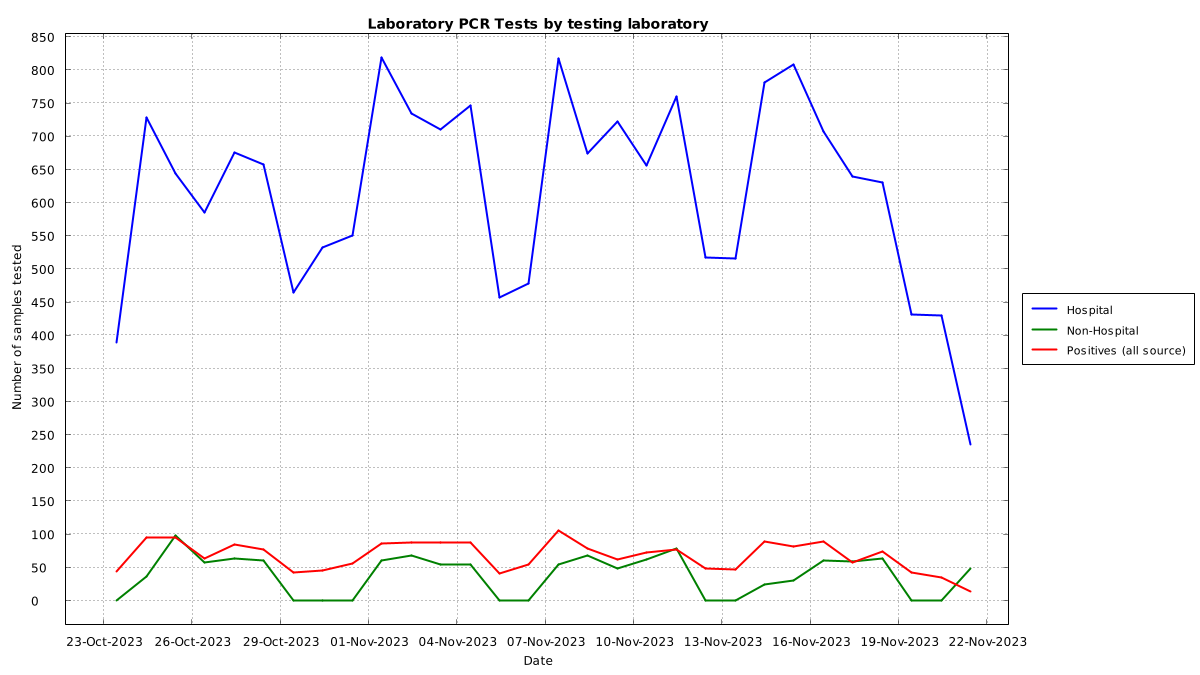 Laboratory PCR Tests by testing laboratory
850
800
750
700
650
600
550
500
450
400
350
300
250
200
150
100
50
0
Number of samples tested
23-Oct-2023 26-Oct-2023 29-Oct-2023 01-Nov-2023 04-Nov-2023 07-Nov-2023 10-Nov-2023 13-Nov-2023 16-Nov-2023 19-Nov-2023 22-Nov-2023
Date
Hospital
Non-Hospital
Positives (all source)